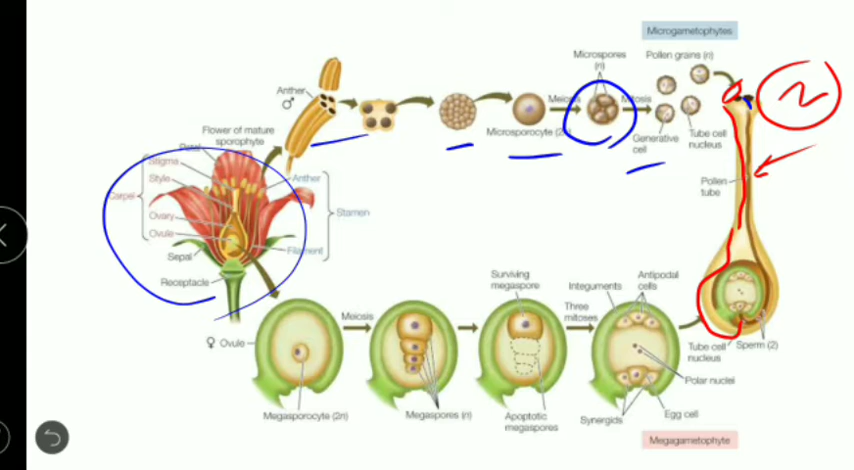 Microgametophytes
Microspores
(n)
Pollen grains (n)
Anther
Meiosis
Mitosis
Microsporocyte (2n)
Generative
cell
Tube cell
nucleus
Flower of mature
sporophyte
Petal
Stigma
Style
Carpel
Ovary
Ovule
Sepal
Receptacle
Anther
Stamen
Filament
Pollen
tube
2
Surviving
megaspore
Integuments
Antipodal
cells
Meiosis
Three
mitoses
Ovule
Tube cell
nucleus
Sperm (2)
Polar nuclei
Megasporocyte (2n)
Megaspores (n)
Apoptotic
megaspores
Synergids
Egg cell
Megagametophyte